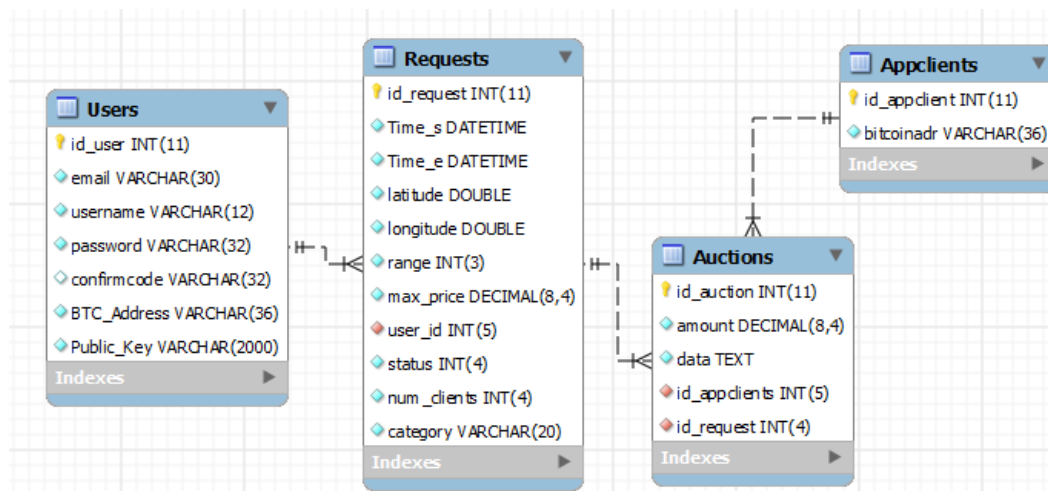 Users
id_user INT(11)
email VARCHAR(30)
username VARCHAR(12)
password VARCHAR(32)
confirmcode VARCHAR(32)
BTC_Address VARCHAR(36)
Public_Key VARCHAR(2000)
Indexes
Requests
id_request INT(11)
Time_s DATETIME
Time_e DATETIME
latitude DOUBLE
longitude DOUBLE
range INT(3)
max_price DECIMAL(8,4)
user_id INT(5)
status INT(4)
num_clients INT(4)
category VARCHAR(20)
Indexes
Auctions
id_auction INT(11)
amount DECIMAL(8,4)
data TEXT
id_appclients INT(5)
id_request INT(4)
Indexes
Appclients
id_appclient INT(11)
bitcoinadr VARCHAR(36)
Indexes